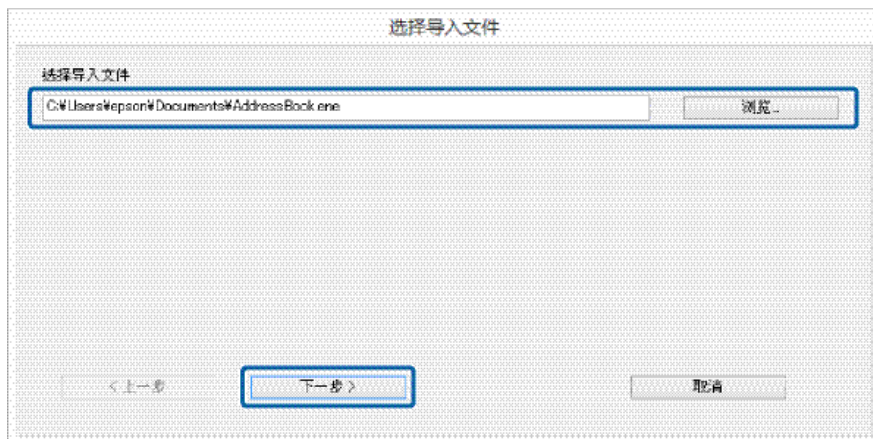 选择导入文件
选择导入文件
C:¥Users¥epson¥Documents¥AddressBook.ene
浏览...
<上一步
下一步>
取消